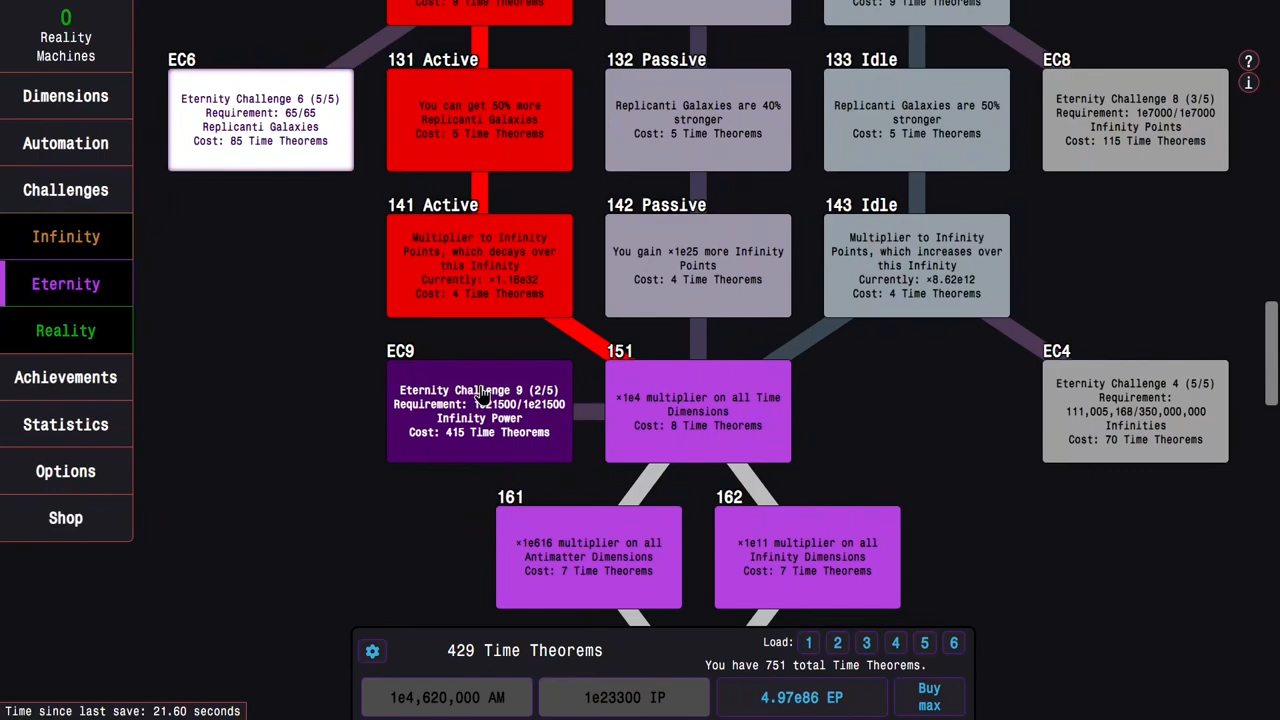 0
Reality
Machines
Dimensions
Automation
Challenges
Infinity
Eternity
Reality
Achievements
Statistics
Options
Shop
Time since last save: 21.60 seconds
Cost: 9 Time Theorems
EC6
Eternity Challenge 6 (5/5)
Requirement: 65/65
Replicanti Galaxies
Cost: 85 Time Theorems
131 Active
You can get 50% more
Replicanti Galaxies
Cost: 5 Time Theorems
132 Passive
Replicanti Galaxies are 40%
stronger
Cost: 5 Time Theorems
133 Idle
Replicanti Galaxies are 50%
stronger
Cost: 5 Time Theorems
EC8
Eternity Challenge 8 (3/5)
Requirement: 1e7000/1e7000
Infinity Points
Cost: 115 Time Theorems
141 Active
Multiplier to Infinity
Points, which decays over
this Infinity
Currently: ×1.16e32
Cost: 4 Time Theorems
142 Passive
You gain ×1e25 more Infinity
Points
Cost: 4 Time Theorems
143 Idle
Multiplier to Infinity
Points, which increases over
this Infinity
Currently: ×8.62e12
Cost: 4 Time Theorems
EC9
Eternity Challenge 9 (2/5)
Requirement: 1e21500/1e21500
Infinity Power
Cost: 415 Time Theorems
151
×1e4 multiplier on all Time
Dimensions
Cost: 8 Time Theorems
EC4
Eternity Challenge 4 (5/5)
Requirement:
111,005,168/350,000,000
Infinities
Cost: 70 Time Theorems
161
×1e616 multiplier on all
Antimatter Dimensions
Cost: 7 Time Theorems
162
×1e11 multiplier on all
Infinity Dimensions
Cost: 7 Time Theorems
429 Time Theorems
Load: 1 2 3 4 5 6
You have 751 total Time Theorems.
1e4,620,000 AM
1e23300 IP
4.97e86 EP
Buy
max
?
i